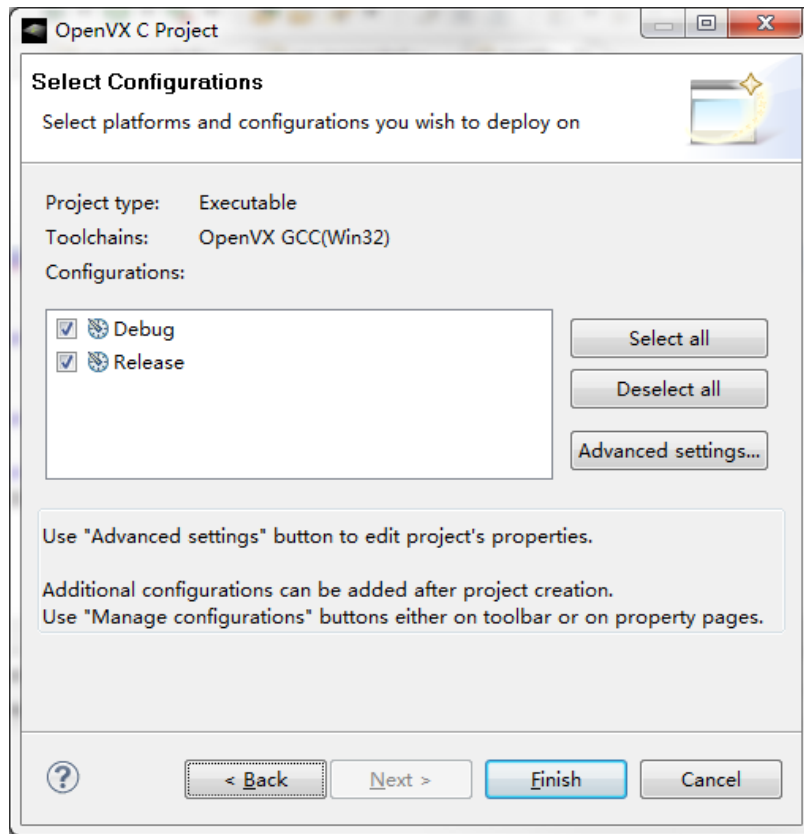 OpenVX C Project
Select Configurations
Select platforms and configurations you wish to deploy on
Project type: Executable
Toolchains: OpenVX GCC(Win32)
Configurations:
Debug
Release
Select all
Deselect all
Advanced settings...
Use "Advanced settings" button to edit project's properties.
Additional configurations can be added after project creation.
Use "Manage configurations" buttons either on toolbar or on property pages.
? < Back Next > Finish Cancel